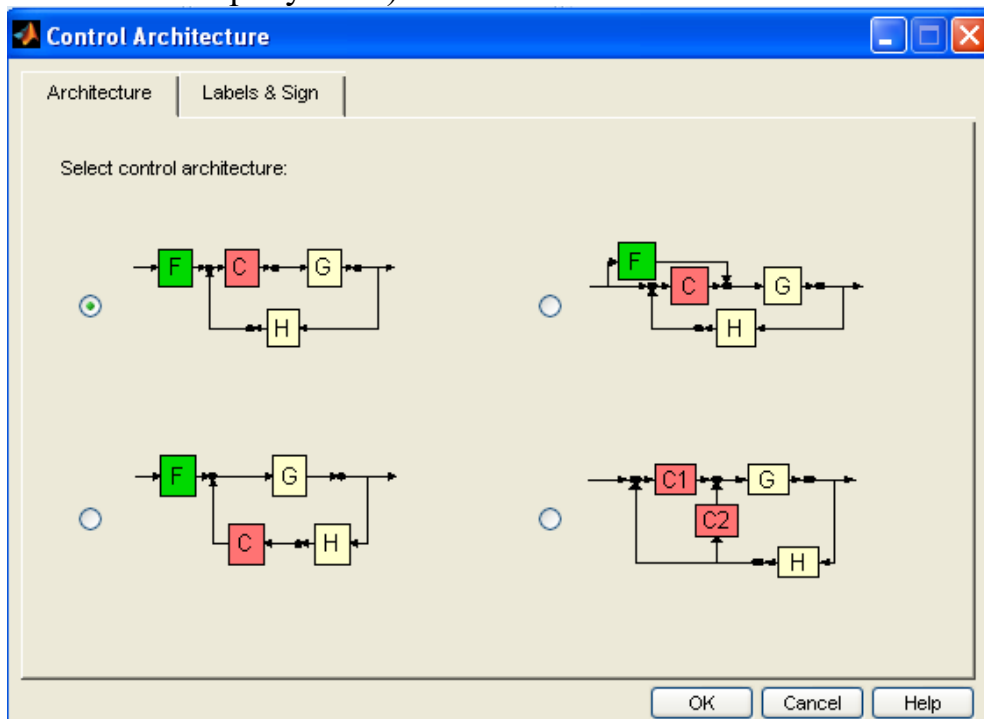 Control Architecture
Architecture Labels & Sign
Select control architecture:
F C G
H
F
C G
H
F G
C H
C1 G
C2
H
OK Cancel Help